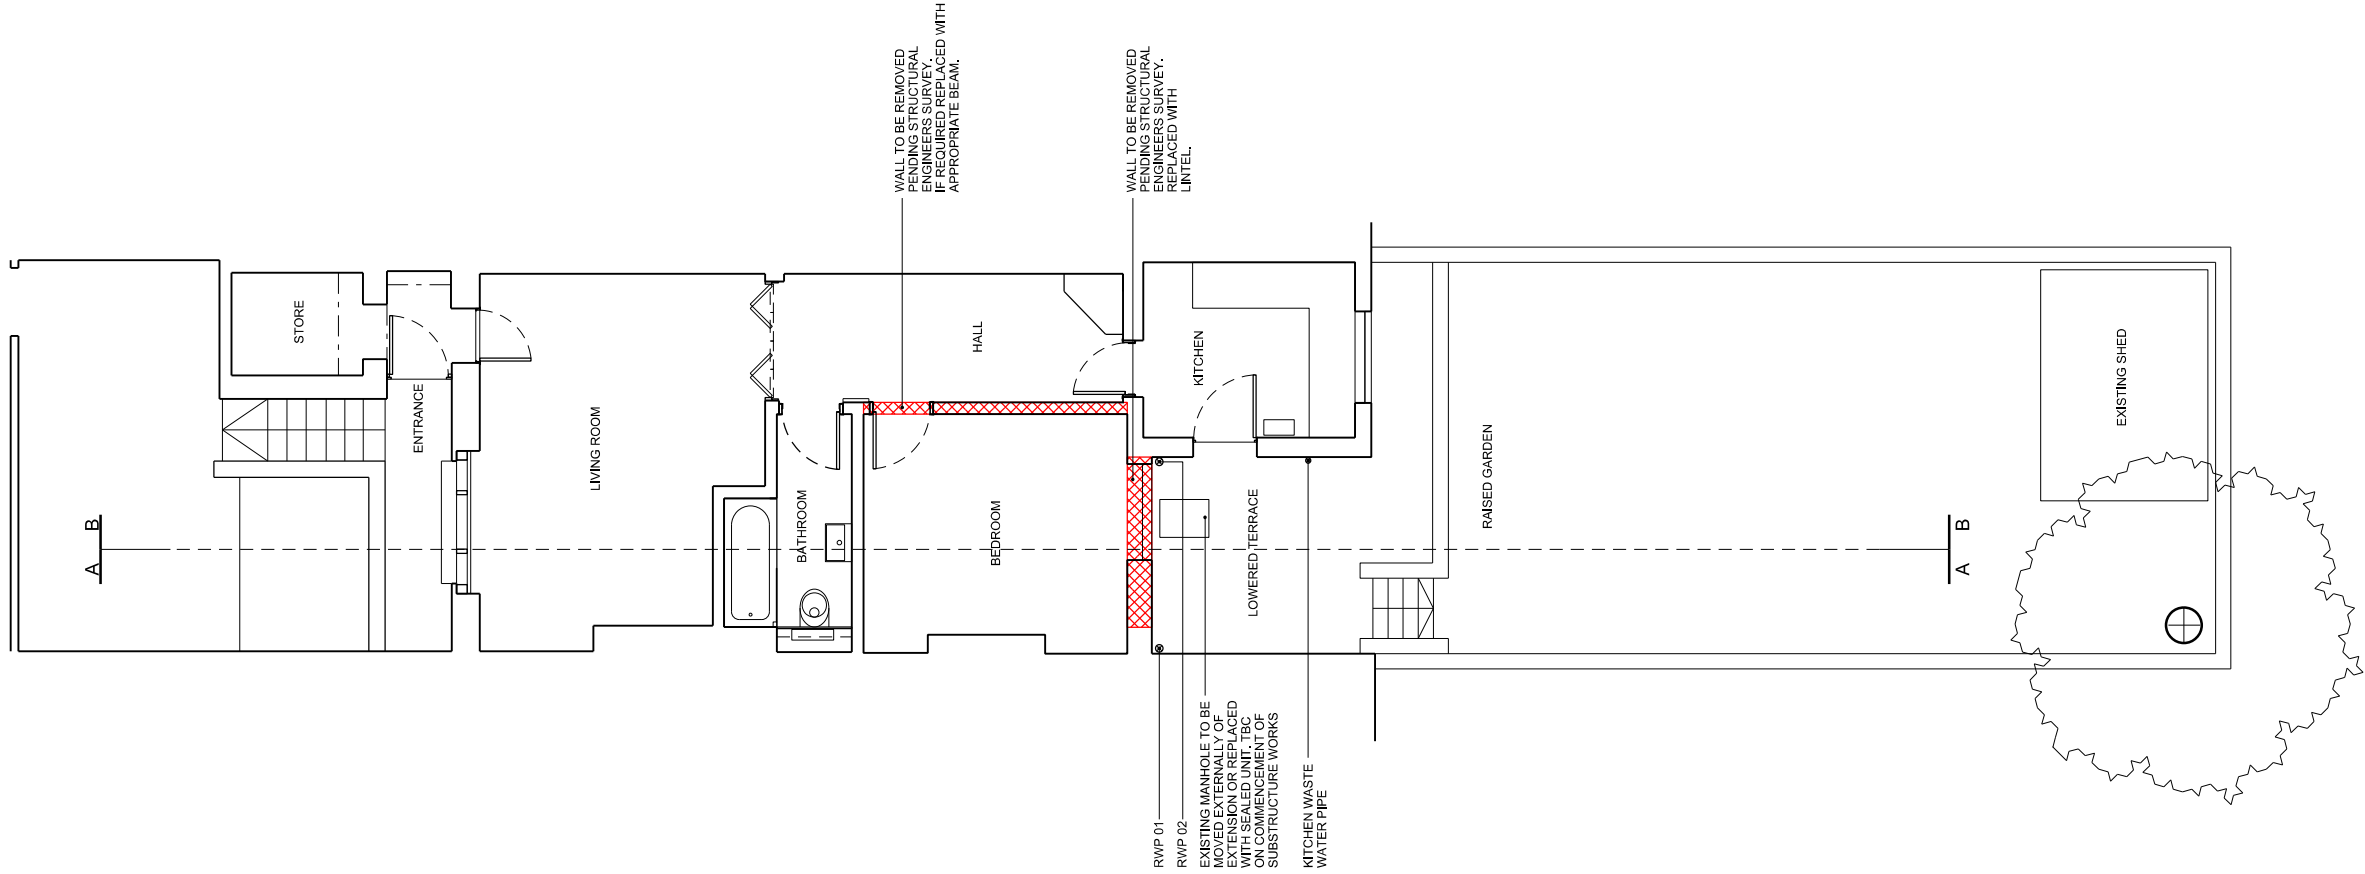 WALL TO BE REMOVED
PENDING STRUCTURAL
ENGINEERS SURVEY.
IF REQUIRED REPLACED WITH
APPROPRIATE BEAM.
WALL TO BE REMOVED
PENDING STRUCTURAL
ENGINEERS SURVEY.
REPLACED WITH
LINTEL.
STORE
ENTRANCE
LIVING ROOM
HALL
KITCHEN
BATHROOM
BEDROOM
LOWERED TERRACE
RAISED GARDEN
EXISTING SHED
A B
A B
RWP 01
RWP 02
EXISTING MANHOLE TO BE
MOVED EXTERNALLY OF
EXTENSION OR REPLACED
WITH SEALED UNIT. TBC
ON COMMENCEMENT OF
SUBSTRUCTURE WORKS
KITCHEN WASTE
WATER PIPE